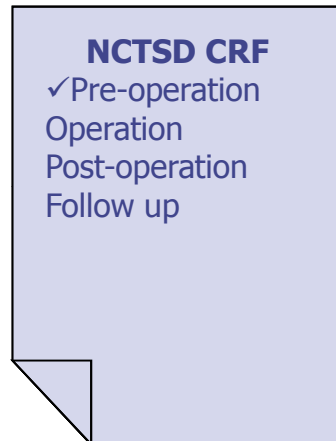 NCTSD CRF
✓Pre-operation
Operation
Post-operation
Follow up